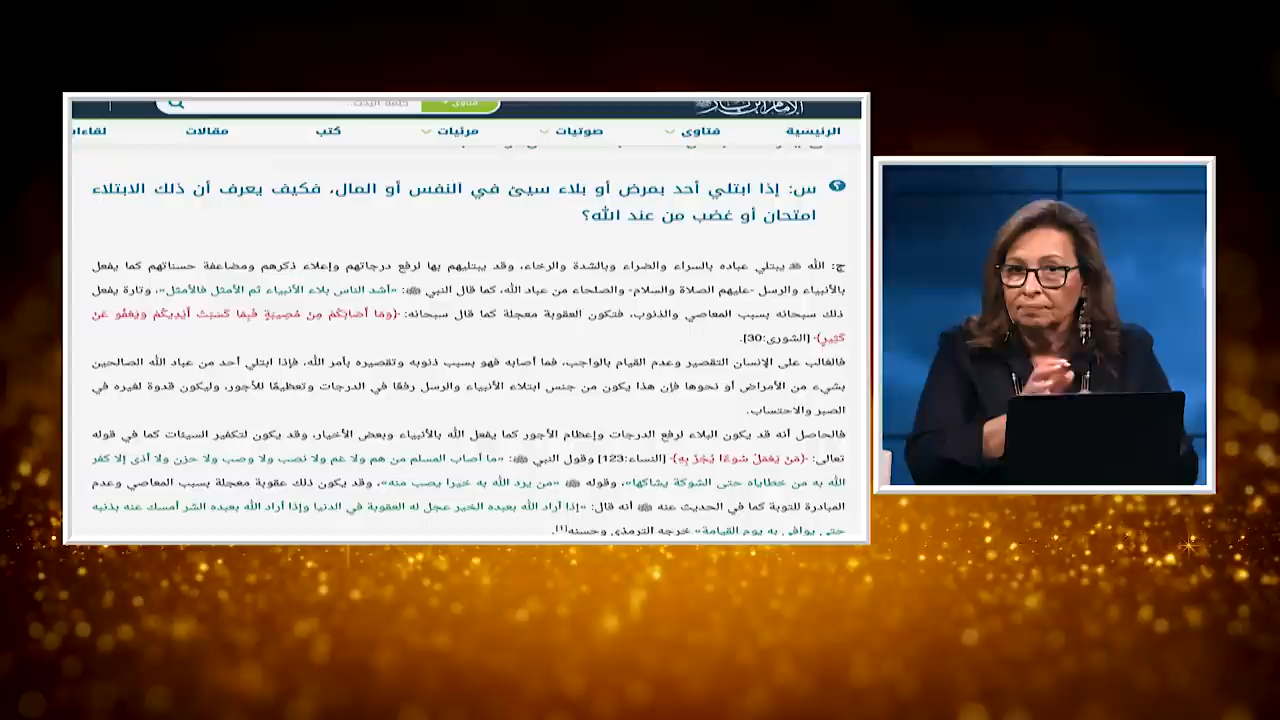 الإمام ابن باز
فتاوى
كلمة البحث..
الرئيسية فتاوى صوتيات مرئيات كتب مقالات لقاءات
س: إذا ابتلي أحد بمرض أو بلاء سيئ في النفس أو المال، فكيف يعرف أن ذلك الابتلاء
امتحان أو غضب من عند الله؟
ج: الله ﷻ يبتلي عباده بالسراء والضراء وبالشدة والرخاء، وقد يبتليهم بها لرفع درجاتهم وإعلاء ذكرهم ومضاعفة حسناتهم كما يفعل
بالأنبياء والرسل -عليهم الصلاة والسلام- والصلحاء من عباد الله، كما قال النبي ﷺ: «أشد الناس بلاء الأنبياء ثم الأمثل فالأمثل»، وتارة يفعل
ذلك سبحانه بسبب المعاصي والذنوب، فتكون العقوبة معجلة كما قال سبحانه: ﴿وَمَا أَصَابَكُمْ مِنْ مُصِيبَةٍ فَبِمَا كَسَبَتْ أَيْدِيكُمْ وَيَعْفُو عَنْ
كَثِيرٍ﴾ [الشورى:30].
فالغالب على الإنسان التقصير وعدم القيام بالواجب، فما أصابه فهو بسبب ذنوبه وتقصيره بأمر الله، فإذا ابتلي أحد من عباد الله الصالحين
بشيء من الأمراض أو نحوها فإن هذا يكون من جنس ابتلاء الأنبياء والرسل رفعًا في الدرجات وتعظيمًا للأجور، وليكون قدوة لغيره في
الصبر والاحتساب.
فالحاصل أنه قد يكون البلاء لرفع الدرجات وإعظام الأجور كما يفعل الله بالأنبياء وبعض الأخيار، وقد يكون لتكفير السيئات كما في قوله
تعالى: ﴿مَنْ يَعْمَلْ سُوءًا يُجْزَ بِهِ﴾ [النساء:123] وقول النبي ﷺ: «ما أصاب المسلم من هم ولا غم ولا نصب ولا وصب ولا حزن ولا أذى إلا كفر
الله به من خطاياه حتى الشوكة يشاكها»، وقوله ﷺ «من يرد الله به خيرا يصب منه»، وقد يكون ذلك عقوبة معجلة بسبب المعاصي وعدم
المبادرة للتوبة كما في الحديث عنه ﷺ أنه قال: «إذا أراد الله بعبده الخير عجل له العقوبة في الدنيا وإذا أراد الله بعبده الشر أمسك عنه بذنبه
حتى يوافي به يوم القيامة» خرجه الترمذي وحسنه[1].